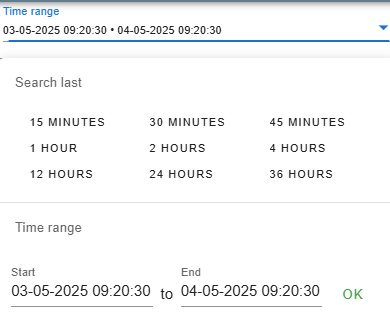 Time range
03-05-2025 09:20:30 • 04-05-2025 09:20:30
Search last
15 MINUTES 30 MINUTES 45 MINUTES
1 HOUR 2 HOURS 4 HOURS
12 HOURS 24 HOURS 36 HOURS
Time range
Start End
03-05-2025 09:20:30 to 04-05-2025 09:20:30 OK